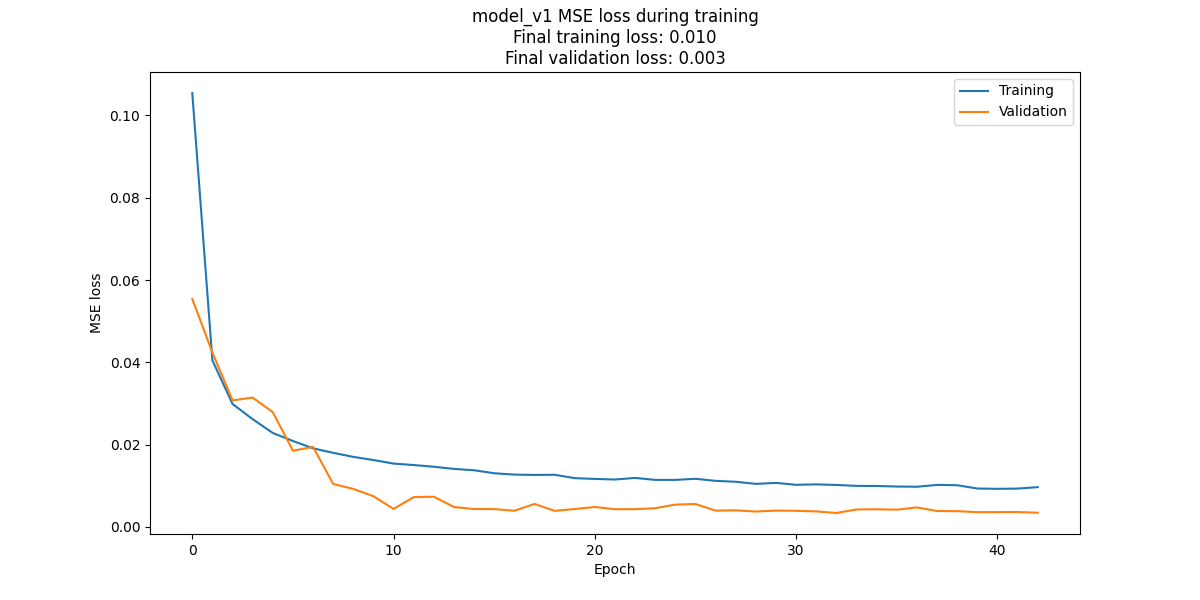 model_v1 MSE loss during training
Final training loss: 0.010
Final validation loss: 0.003
Training
Validation
0.10
0.08
0.06
0.04
0.02
0.00
MSE loss
0 10 20 30 40
Epoch